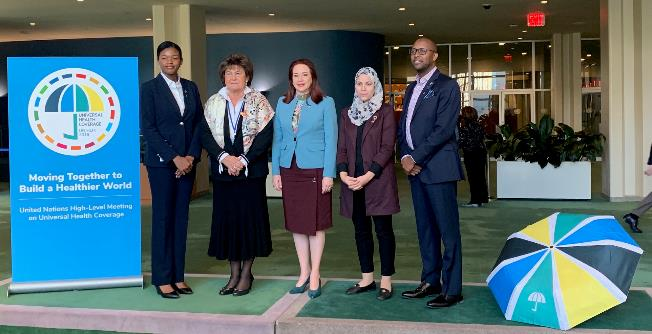 UNIVERSAL
HEALTH
COVERAGE
Moving Together to
Build a Healthier World
United Nations High-Level Meeting
on Universal Health Coverage
EXIT